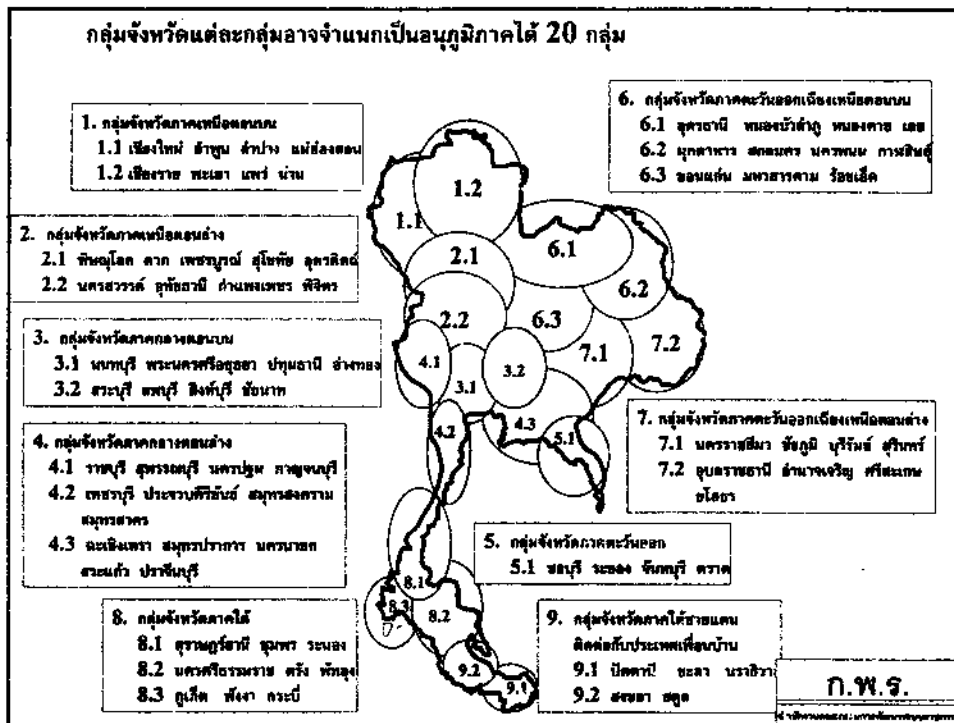 กลุ่มจังหวัดแต่ละกลุ่มอาจจำแนกเป็นอนุภูมิภาคได้ 20 กลุ่ม
1. กลุ่มจังหวัดภาคเหนือตอนบน
1.1 เชียงใหม่ ลำพูน ลำปาง แม่ฮ่องสอน
1.2 เชียงราย พะเยา แพร่ น่าน
2. กลุ่มจังหวัดภาคเหนือตอนล่าง
2.1 พิษณุโลก ตาก เพชรบูรณ์ สุโขทัย อุตรดิตถ์
2.2 นครสวรรค์ อุทัยธานี กำแพงเพชร พิจิตร
3. กลุ่มจังหวัดภาคกลางตอนบน
3.1 นนทบุรี พระนครศรีอยุธยา ปทุมธานี อ่างทอง
3.2 สระบุรี ลพบุรี สิงห์บุรี ชัยนาท
4. กลุ่มจังหวัดภาคกลางตอนล่าง
4.1 ราชบุรี สุพรรณบุรี นครปฐม กาญจนบุรี
4.2 เพชรบุรี ประจวบคีรีขันธ์ สมุทรสงคราม
สมุทรสาคร
4.3 ฉะเชิงเทรา สมุทรปราการ นครนายก
สระแก้ว ปราจีนบุรี
5. กลุ่มจังหวัดภาคตะวันออก
5.1 ชลบุรี ระยอง จันทบุรี ตราด
6. กลุ่มจังหวัดภาคตะวันออกเฉียงเหนือตอนบน
6.1 อุดรธานี หนองบัวลำภู หนองคาย เลย
6.2 มุกดาหาร สกลนคร นครพนม กาฬสินธุ์
6.3 ขอนแก่น มหาสารคาม ร้อยเอ็ด
7. กลุ่มจังหวัดภาคตะวันออกเฉียงเหนือตอนล่าง
7.1 นครราชสีมา ชัยภูมิ บุรีรัมย์ สุรินทร์
7.2 อุบลราชธานี อำนาจเจริญ ศรีสะเกษ
ยโสธร
8. กลุ่มจังหวัดภาคใต้
8.1 สุราษฎร์ธานี ชุมพร ระนอง
8.2 นครศรีธรรมราช ตรัง พัทลุง
8.3 ภูเก็ต พังงา กระบี่
9. กลุ่มจังหวัดภาคใต้ชายแดน
ติดต่อกับประเทศเพื่อนบ้าน
9.1 ปัตตานี ยะลา นราธิวา
9.2 สงขลา สตูล
1.1
1.2
2.1
6.1
6.2
2.2
6.3
7.1
7.2
4.1
3.1
3.2
4.2
4.3
5.1
8.1
8.3
8.2
9.2
9.1
ก.พ.ร.